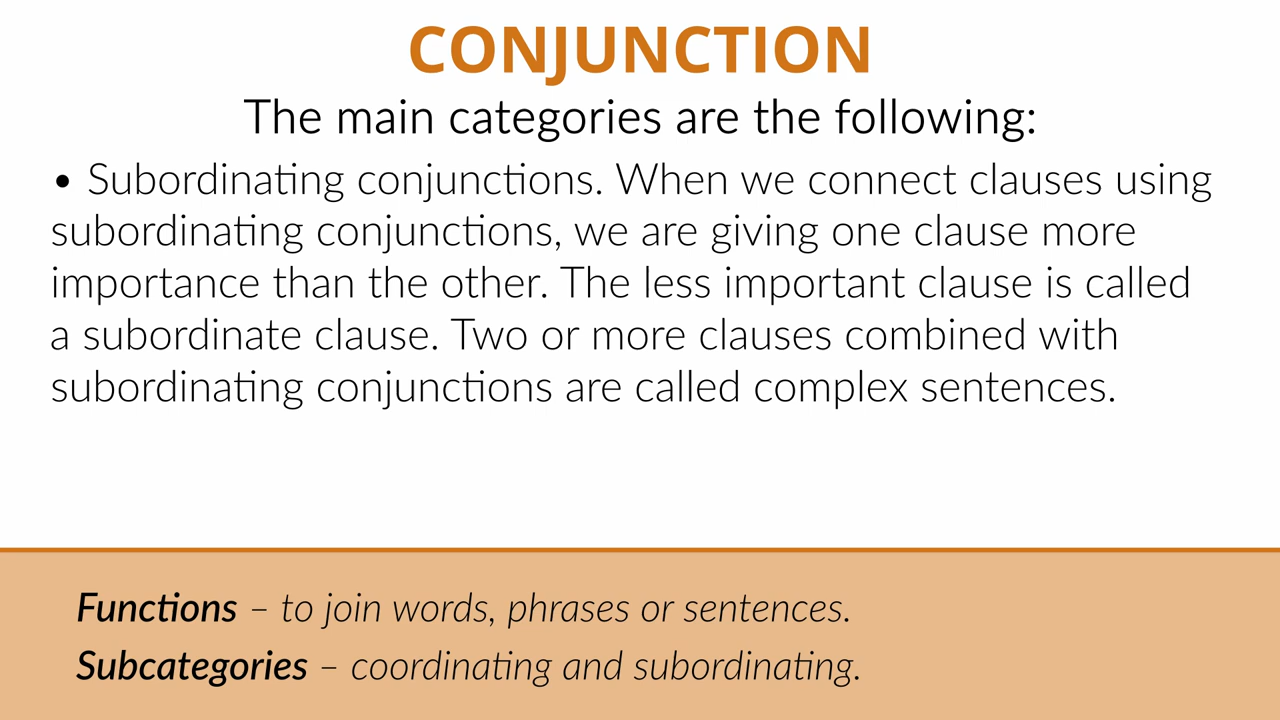 CONJUNCTION
The main categories are the following:
• Subordinating conjunctions. When we connect clauses using
subordinating conjunctions, we are giving one clause more
importance than the other. The less important clause is called
a subordinate clause. Two or more clauses combined with
subordinating conjunctions are called complex sentences.
Functions – to join words, phrases or sentences.
Subcategories – coordinating and subordinating.